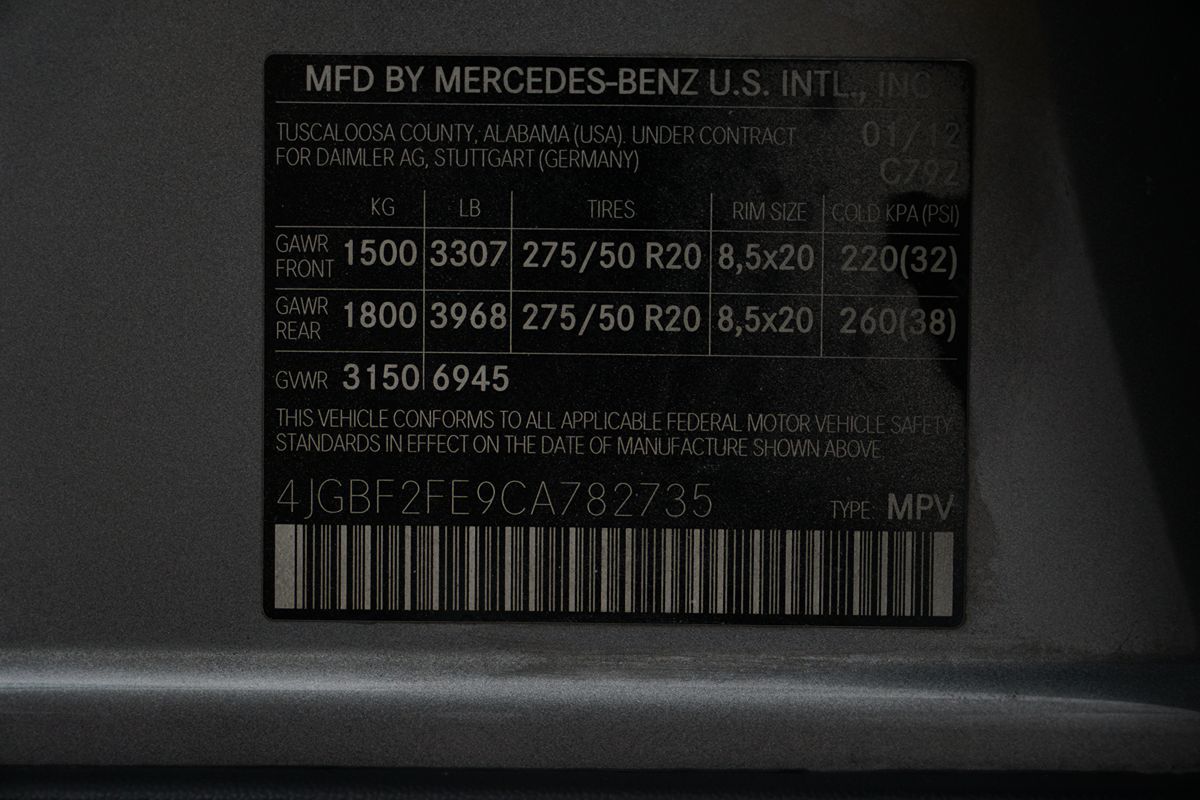 MFD BY MERCEDES-BENZ U.S. INTL., INC
TUSCALOOSA COUNTY, ALABAMA (USA). UNDER CONTRACT 01/12
FOR DAIMLER AG, STUTTGART (GERMANY) C792
KG LB TIRES RIM SIZE COLD KPA (PSI)
GAWR FRONT 1500 3307 275/50 R20 8,5x20 220(32)
GAWR REAR 1800 3968 275/50 R20 8,5x20 260(38)
GVWR 3150 6945
THIS VEHICLE CONFORMS TO ALL APPLICABLE FEDERAL MOTOR VEHICLE SAFETY
STANDARDS IN EFFECT ON THE DATE OF MANUFACTURE SHOWN ABOVE.
4JGBF2FE9CA782735 TYPE: MPV